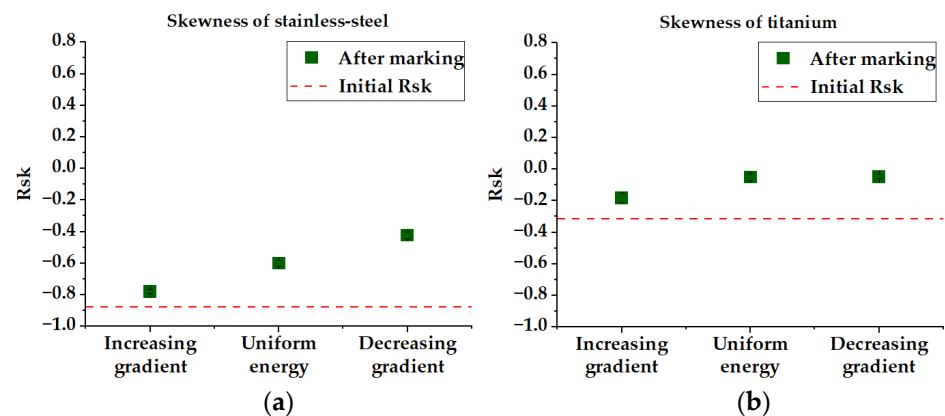 Skewness of stainless-steel
0.8
0.6
0.4
0.2
0.0
−0.2
−0.4
−0.6
−0.8
−1.0
Rsk
After marking
Initial Rsk
Increasing
gradient
Uniform
energy
Decreasing
gradient
(a)
Skewness of titanium
0.8
0.6
0.4
0.2
0.0
−0.2
−0.4
−0.6
−0.8
−1.0
Rsk
After marking
Initial Rsk
Increasing
gradient
Uniform
energy
Decreasing
gradient
(b)